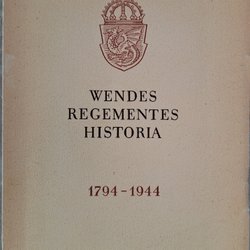 WENDES
REGEMENTES
HISTORIA
1794-1944